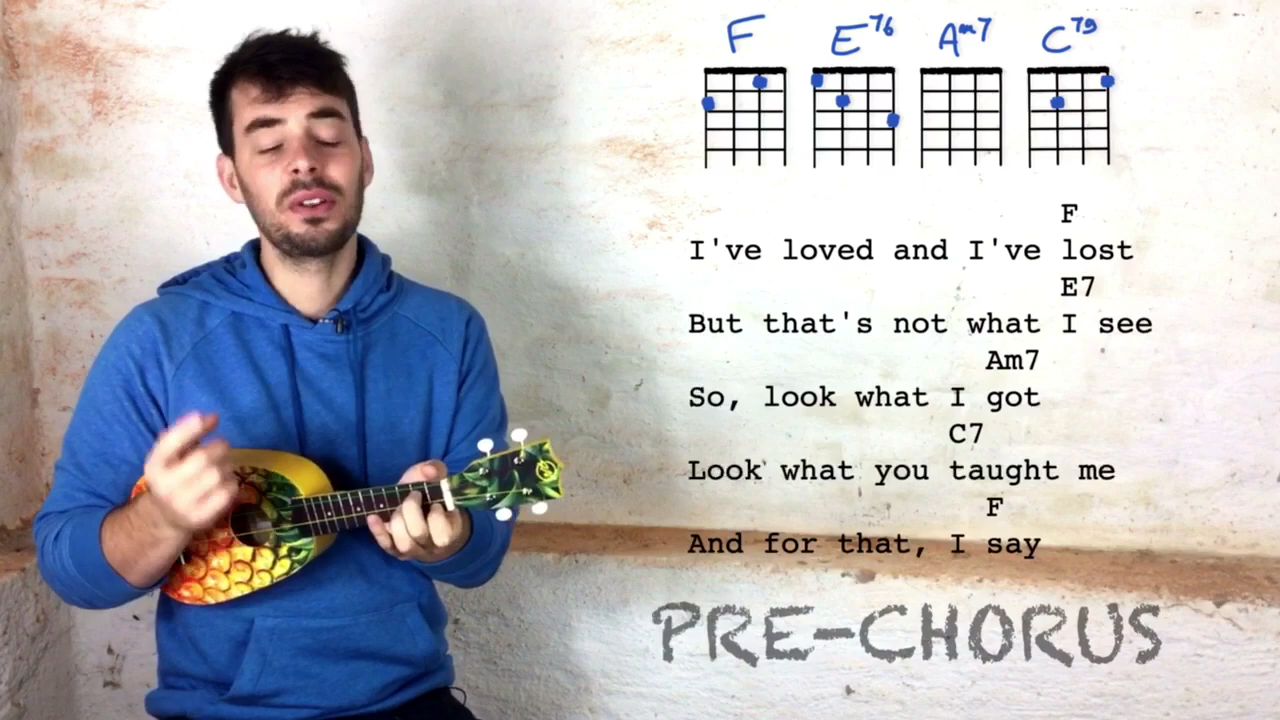 F E⁷⁶ Aᵐ⁷ C⁷⁹
F
I've loved and I've lost
E7
But that's not what I see
Am7
So, look what I got
C7
Look what you taught me
F
And for that, I say
PRE-CHORUS